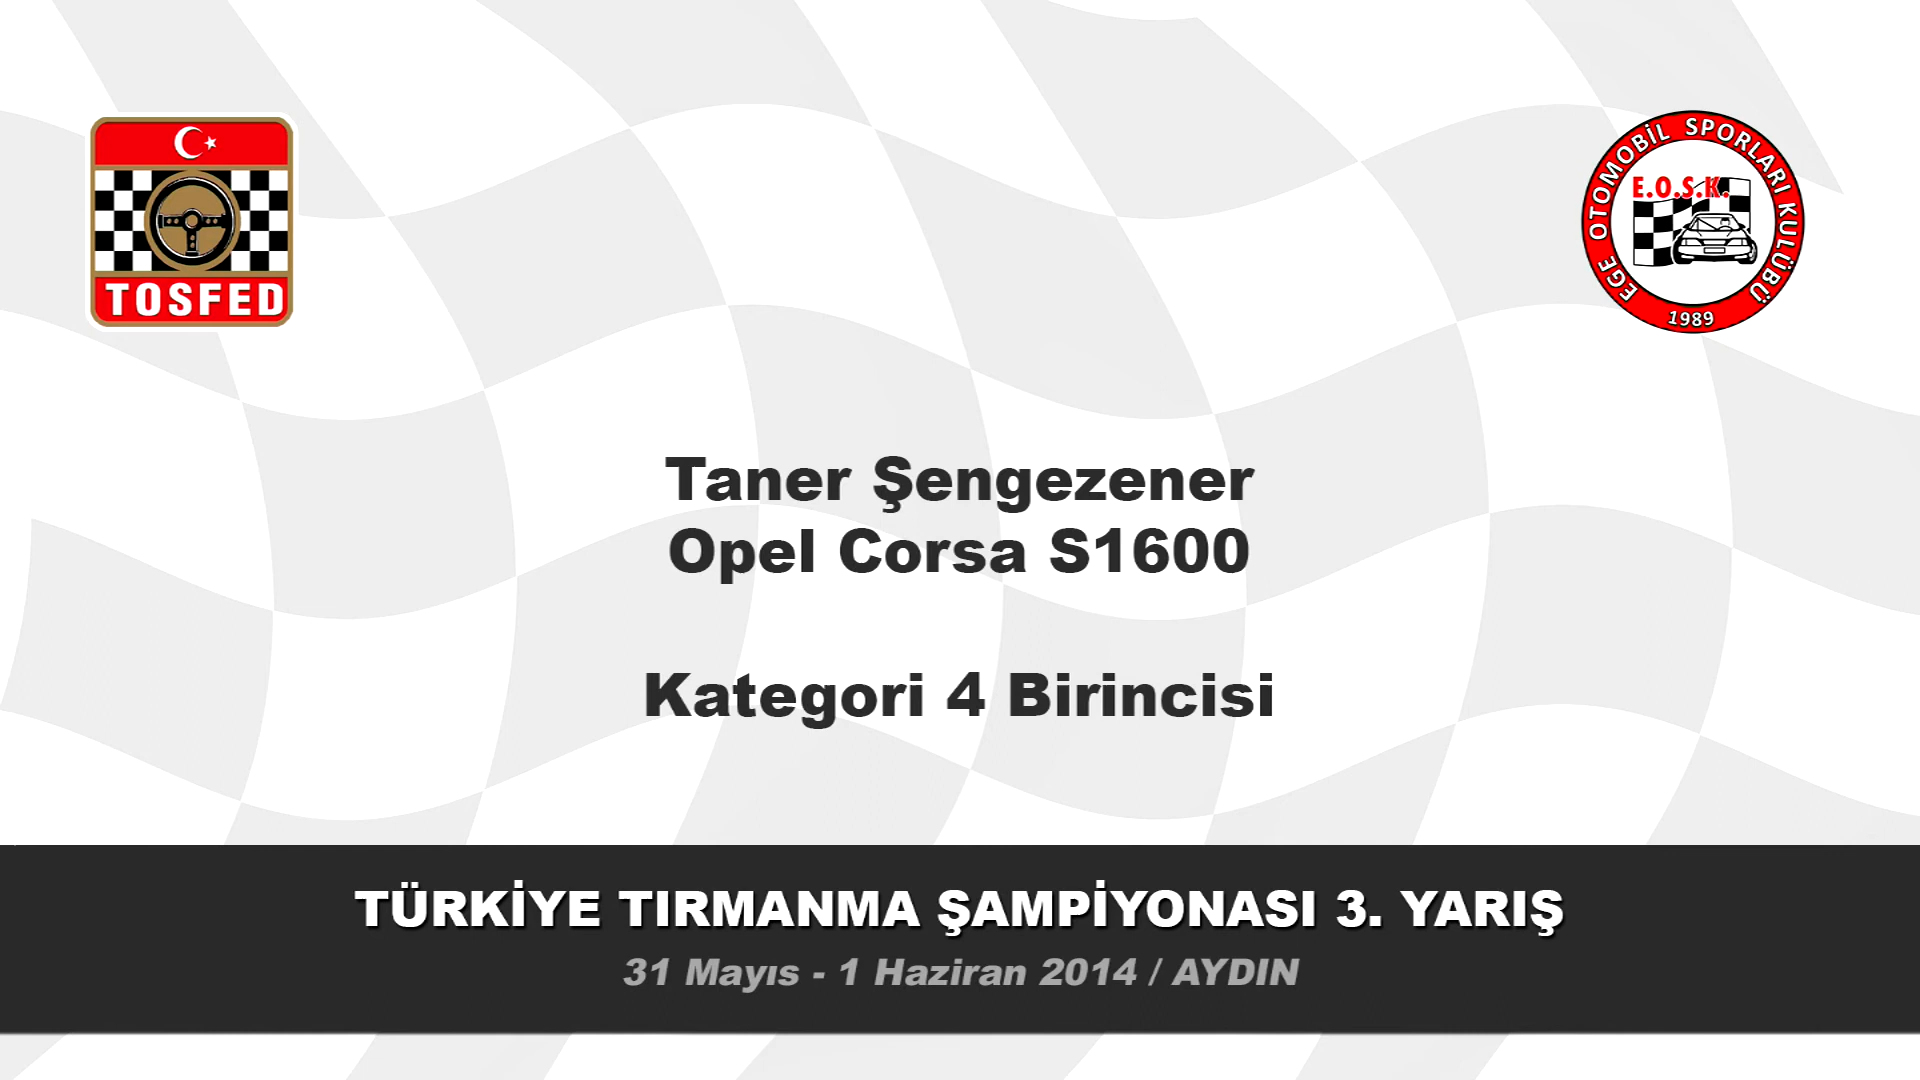 TOSFED
EGE OTOMOBİL SPORLARI KULÜBÜ
E.O.S.K.
1989
Taner Şengezener
Opel Corsa S1600
Kategori 4 Birincisi
TÜRKİYE TIRMANMA ŞAMPİYONASI 3. YARIŞ
31 Mayıs - 1 Haziran 2014 / AYDIN